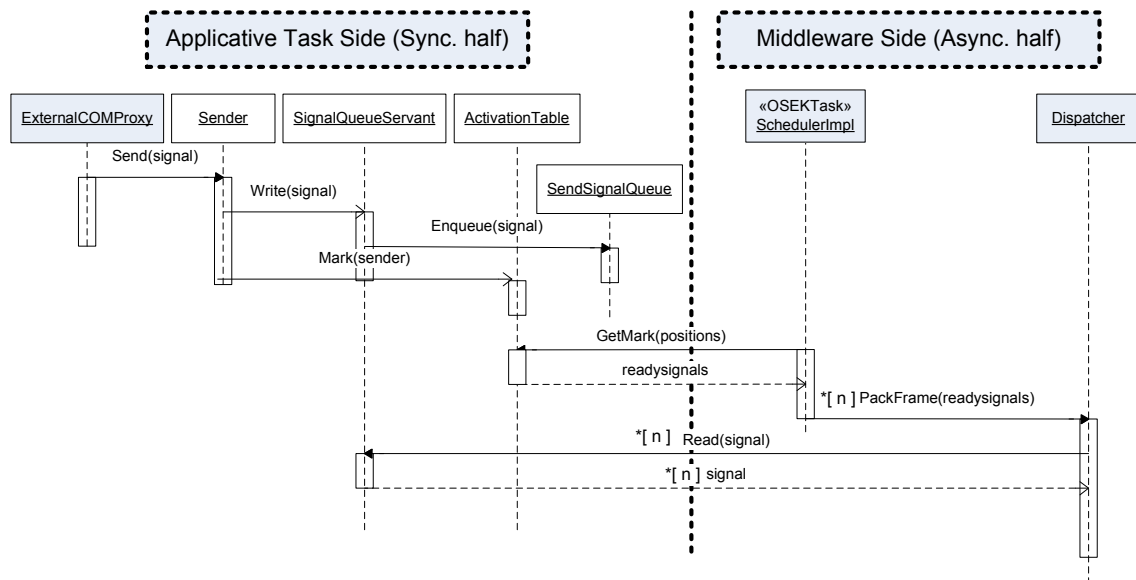 Applicative Task Side (Sync. half)
Middleware Side (Async. half)
ExternalCOMProxy
Sender
SignalQueueServant
ActivationTable
«OSEKTask»
SchedulerImpl
Dispatcher
Send(signal)
SendSignalQueue
Write(signal)
Enqueue(signal)
Mark(sender)
GetMark(positions)
readysignals
*[ n ] PackFrame(readysignals)
*[ n ] Read(signal)
*[ n ] signal